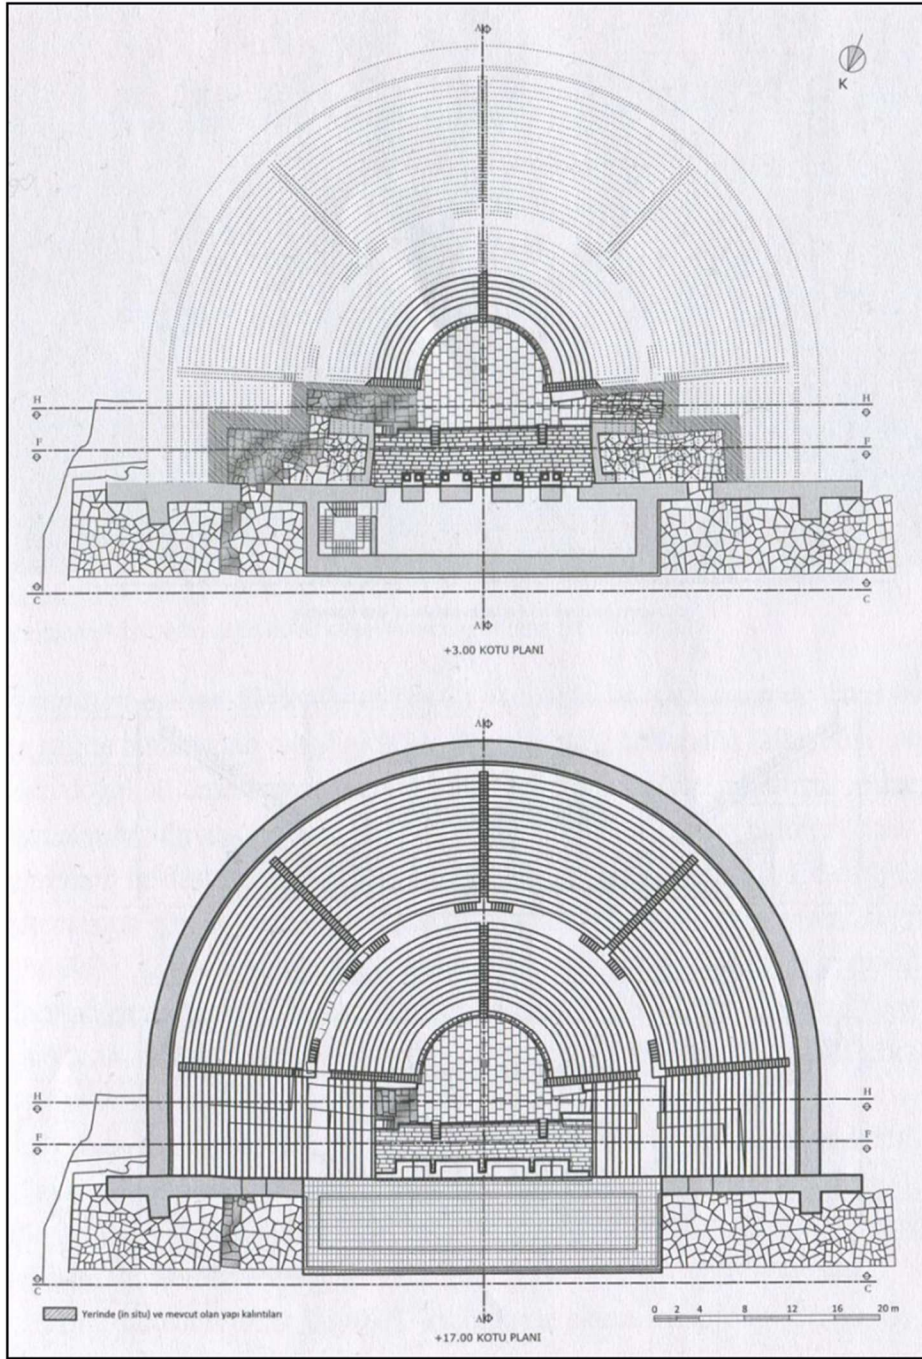 A
K
H H
F F
C C
A
+3.00 KOTU PLANI
A
H H
F F
C C
Yerinde (in situ) ve mevcut olan yapı kalıntıları
0 2 4 8 12 16 20 m
A
+17.00 KOTU PLANI